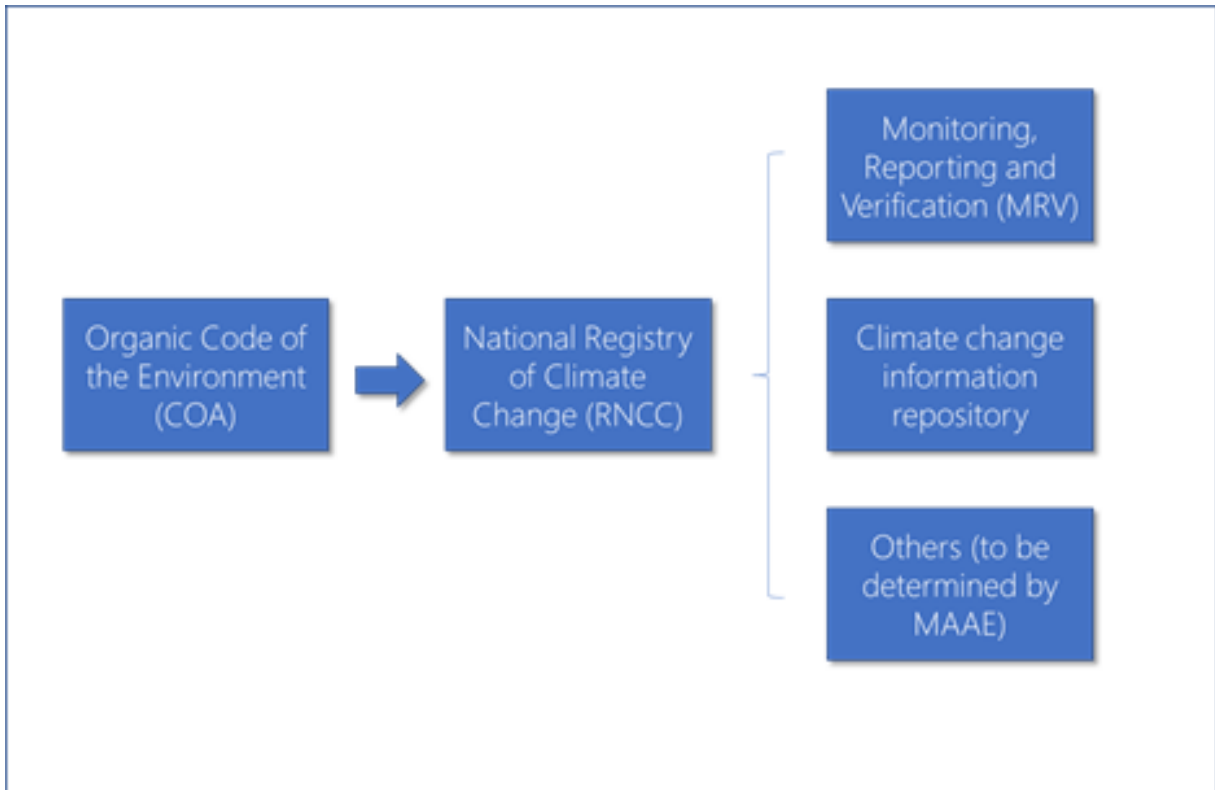 Organic Code of
the Environment
(COA)
National Registry
of Climate
Change (RNCC)
Monitoring,
Reporting and
Verification (MRV)
Climate change
information
repository
Others (to be
determined by
MAAE)